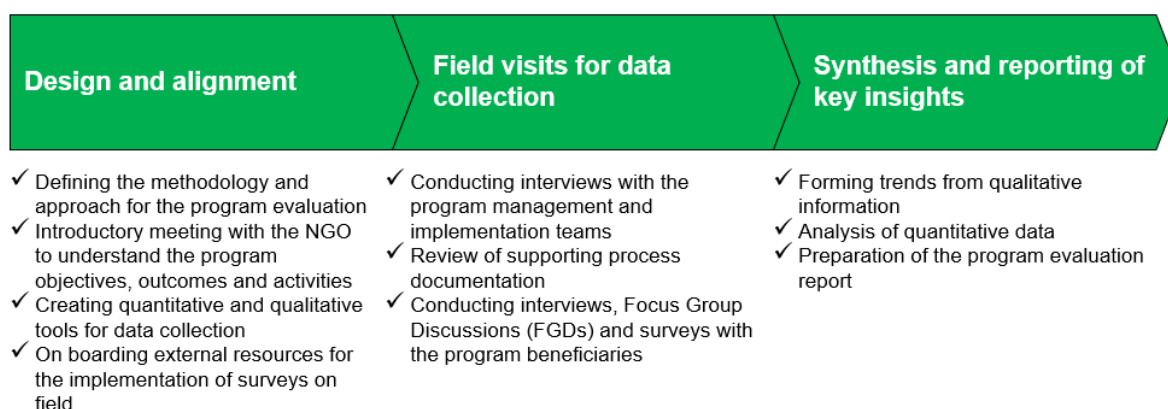 Design and alignment
Field visits for data
collection
Synthesis and reporting of
key insights
✓ Defining the methodology and
approach for the program evaluation
✓ Introductory meeting with the NGO
to understand the program
objectives, outcomes and activities
✓ Creating quantitative and qualitative
tools for data collection
✓ On boarding external resources for
the implementation of surveys on
field
✓ Conducting interviews with the
program management and
implementation teams
✓ Review of supporting process
documentation
✓ Conducting interviews, Focus Group
Discussions (FGDs) and surveys with
the program beneficiaries
✓ Forming trends from qualitative
information
✓ Analysis of quantitative data
✓ Preparation of the program evaluation
report